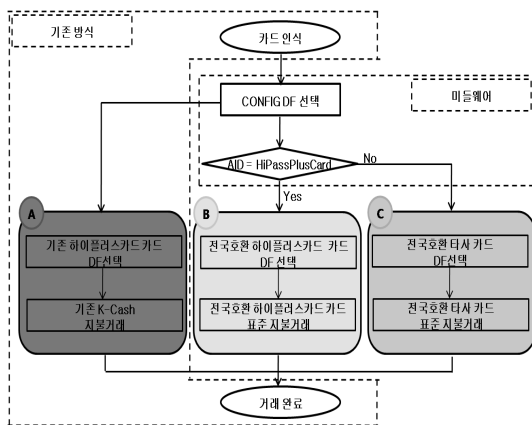 기존 방식
카드 인식
CONFIG DF 선택
미들웨어
AID = HiPassPlusCard
No
Yes
A
기존 하이플러스카드 카드
DF선택
기존 K-Cash
지불거래
B
전국호환 하이플러스카드 카드
DF 선택
전국호환 하이플러스카드 카드
표준 지불거래
C
전국호환 타사 카드
DF선택
전국호환 타사 카드
표준 지불거래
거래 완료